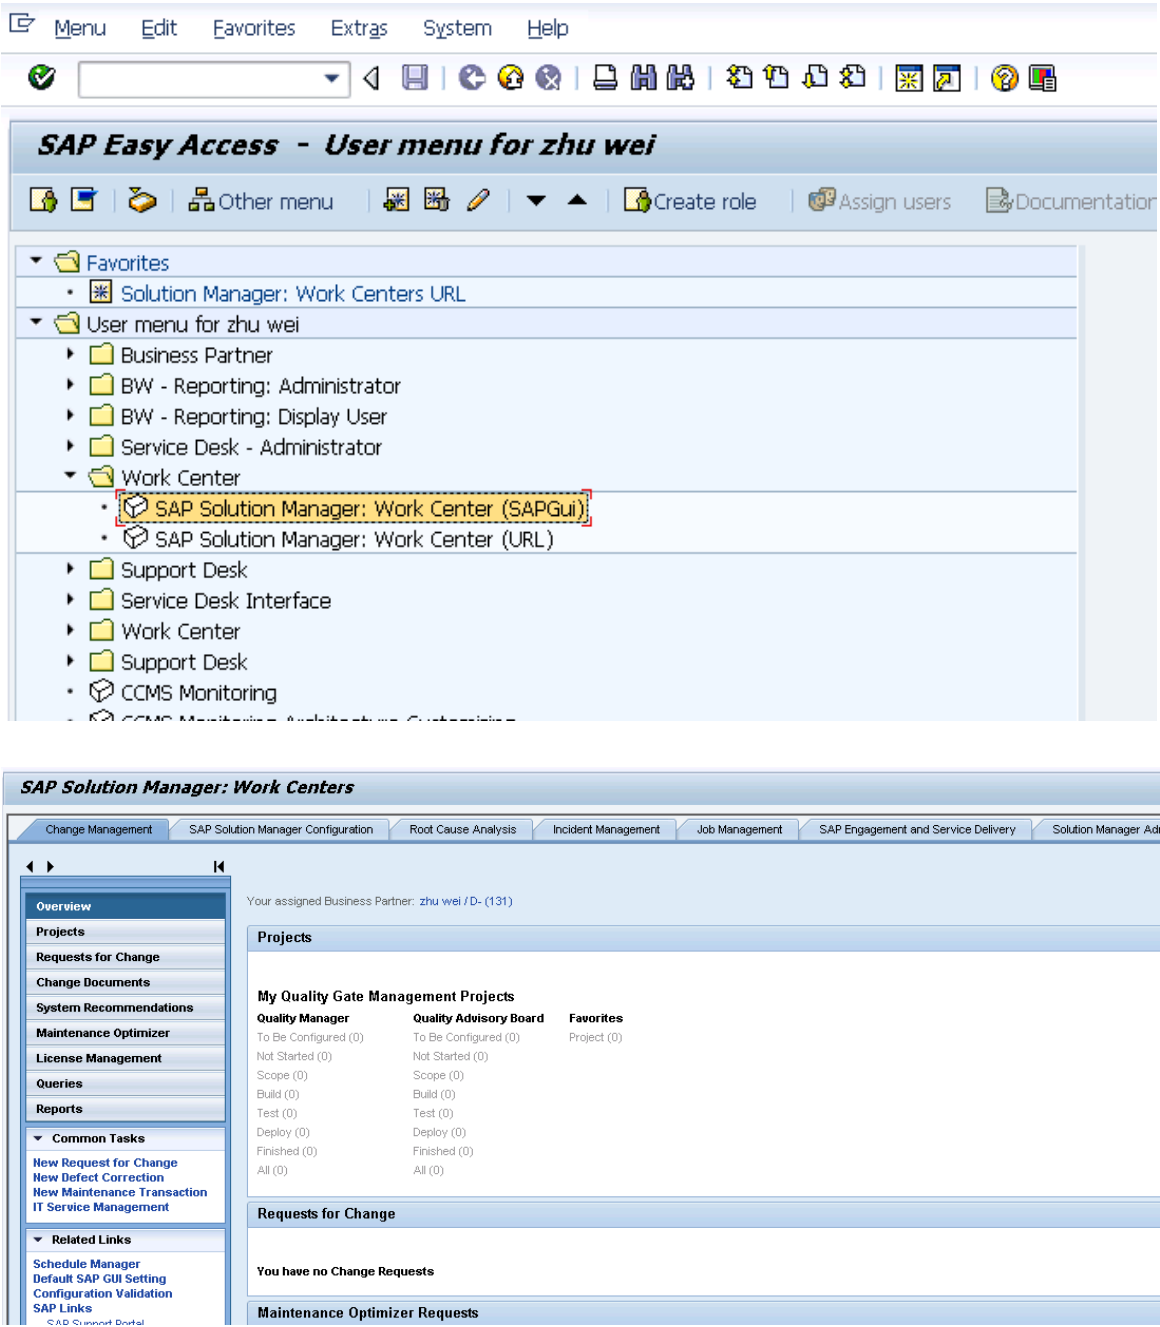 Menu Edit Favorites Extras System Help
SAP Easy Access - User menu for zhu wei
Other menu Create role Assign users Documentation
Favorites
Solution Manager: Work Centers URL
User menu for zhu wei
Business Partner
BW - Reporting: Administrator
BW - Reporting: Display User
Service Desk - Administrator
Work Center
SAP Solution Manager: Work Center (SAPGui)
SAP Solution Manager: Work Center (URL)
Support Desk
Service Desk Interface
Work Center
Support Desk
CCMS Monitoring
CCMS Monitoring Architecture Customizing
SAP Solution Manager: Work Centers
Change Management SAP Solution Manager Configuration Root Cause Analysis Incident Management Job Management SAP Engagement and Service Delivery Solution Manager Adm
Your assigned Business Partner: zhu wei / D- (131)
Overview
Projects
Requests for Change
Change Documents
System Recommendations
Maintenance Optimizer
License Management
Queries
Reports
Common Tasks
New Request for Change
New Defect Correction
New Maintenance Transaction
IT Service Management
Related Links
Schedule Manager
Default SAP GUI Setting
Configuration Validation
SAP Links
SAP Support Portal
Projects
My Quality Gate Management Projects
Quality Manager Quality Advisory Board Favorites
To Be Configured (0) To Be Configured (0) Project (0)
Not Started (0) Not Started (0)
Scope (0) Scope (0)
Build (0) Build (0)
Test (0) Test (0)
Deploy (0) Deploy (0)
Finished (0) Finished (0)
All (0) All (0)
Requests for Change
You have no Change Requests
Maintenance Optimizer Requests